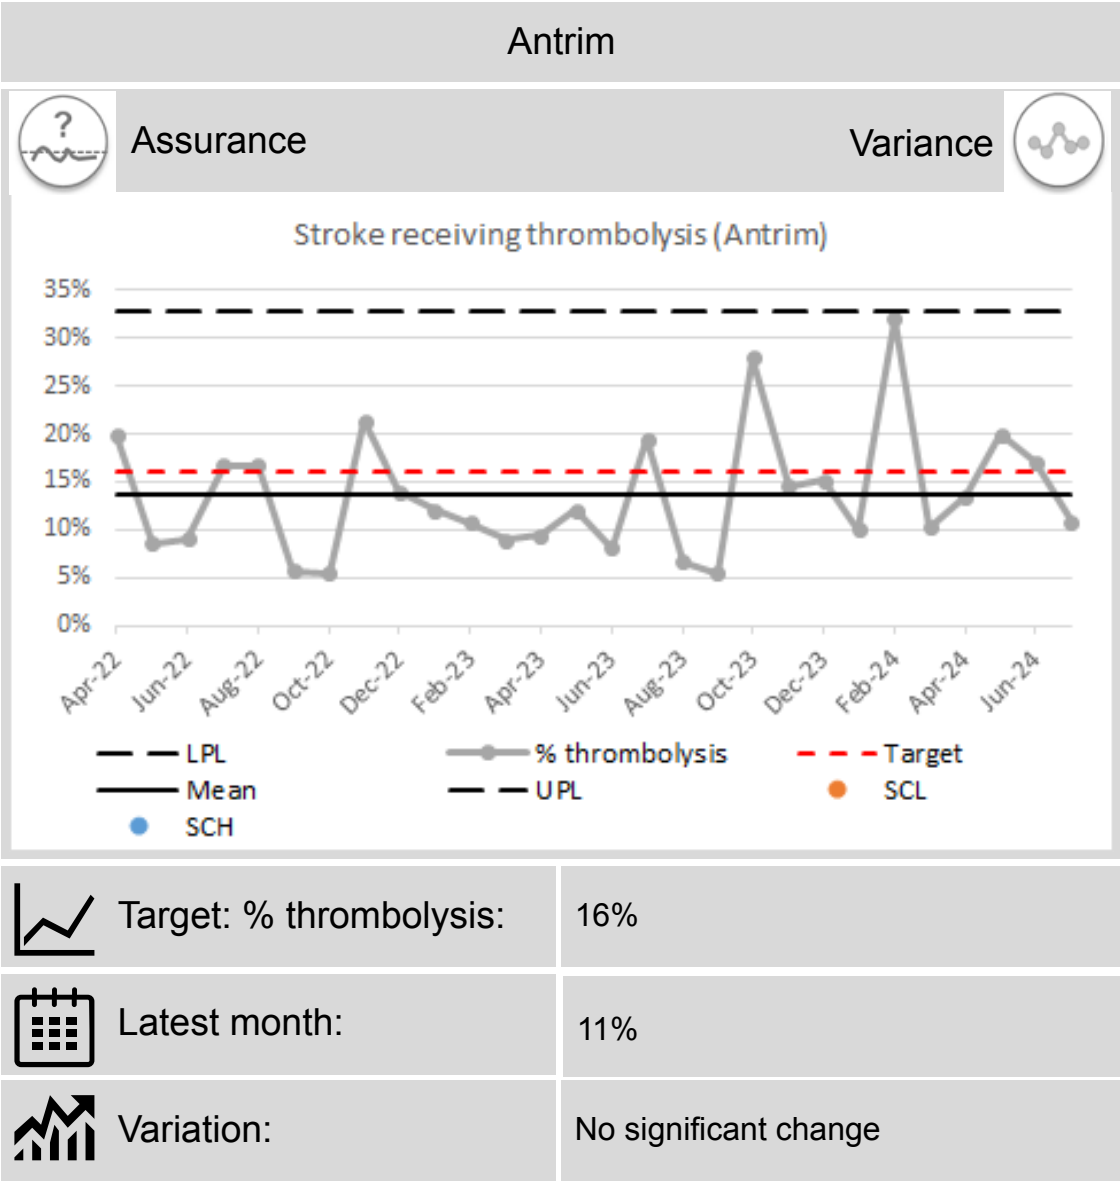 Antrim
?
Assurance
Variance
Stroke receiving thrombolysis (Antrim)
35%
30%
25%
20%
15%
10%
5%
0%
Apr-22 Jun-22 Aug-22 Oct-22 Dec-22 Feb-23 Apr-23 Jun-23 Aug-23 Oct-23 Dec-23 Feb-24 Apr-24 Jun-24
LPL % thrombolysis Target
Mean UPL SCL
SCH
Target: % thrombolysis: 16%
Latest month: 11%
Variation: No significant change